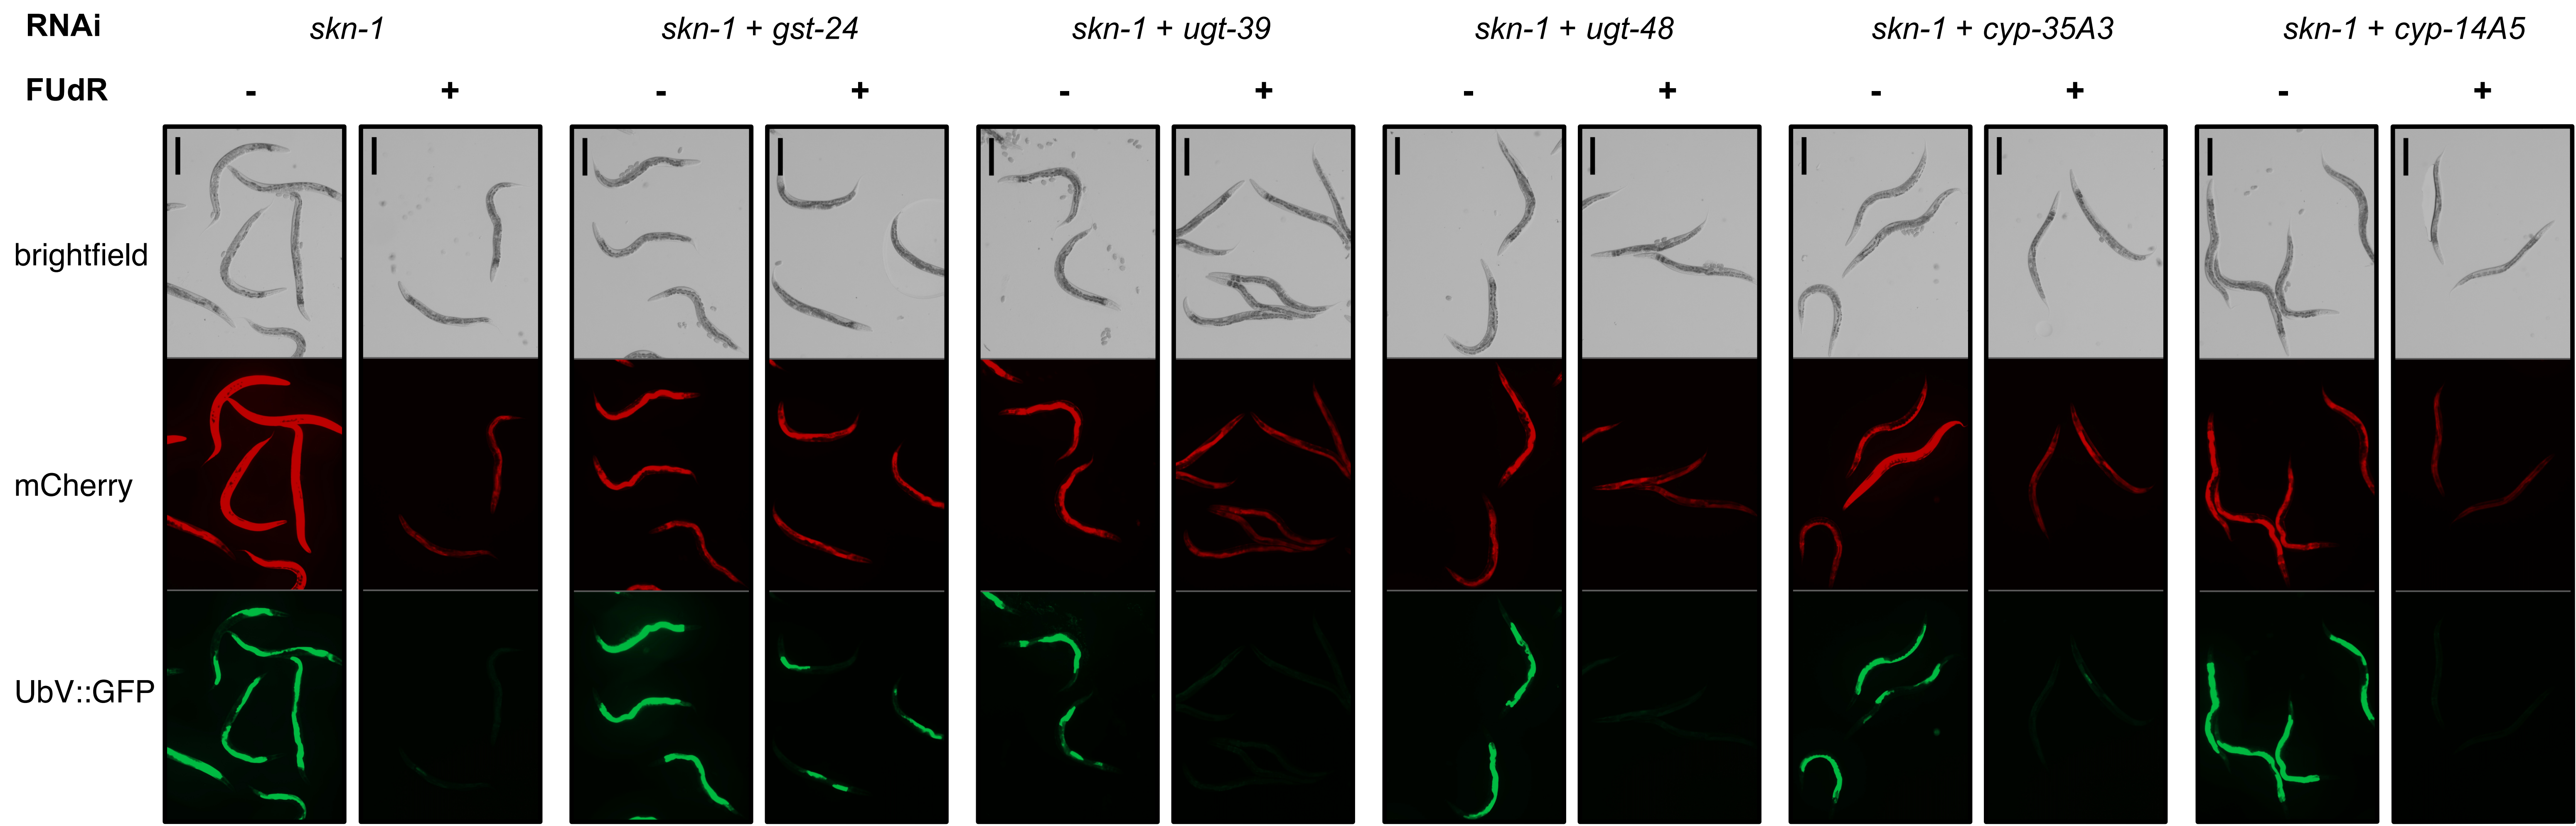 RNAi skn-1 skn-1 + gst-24 skn-1 + ugt-39 skn-1 + ugt-48 skn-1 + cyp-35A3 skn-1 + cyp-14A5
FUdR - + - + - + - + - + - +
brightfield
mCherry
UbV::GFP